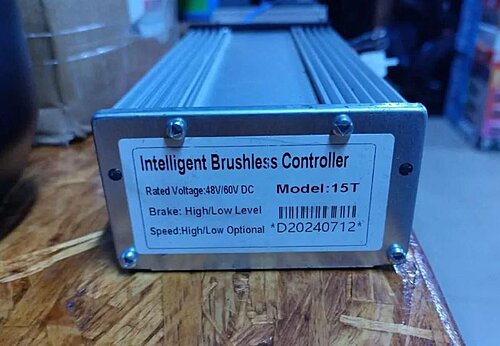 Intelligent Brushless Controller
Rated Voltage:48V/60V DC Model:15T
Brake: High/Low Level
Speed:High/Low Optional *D20240712*